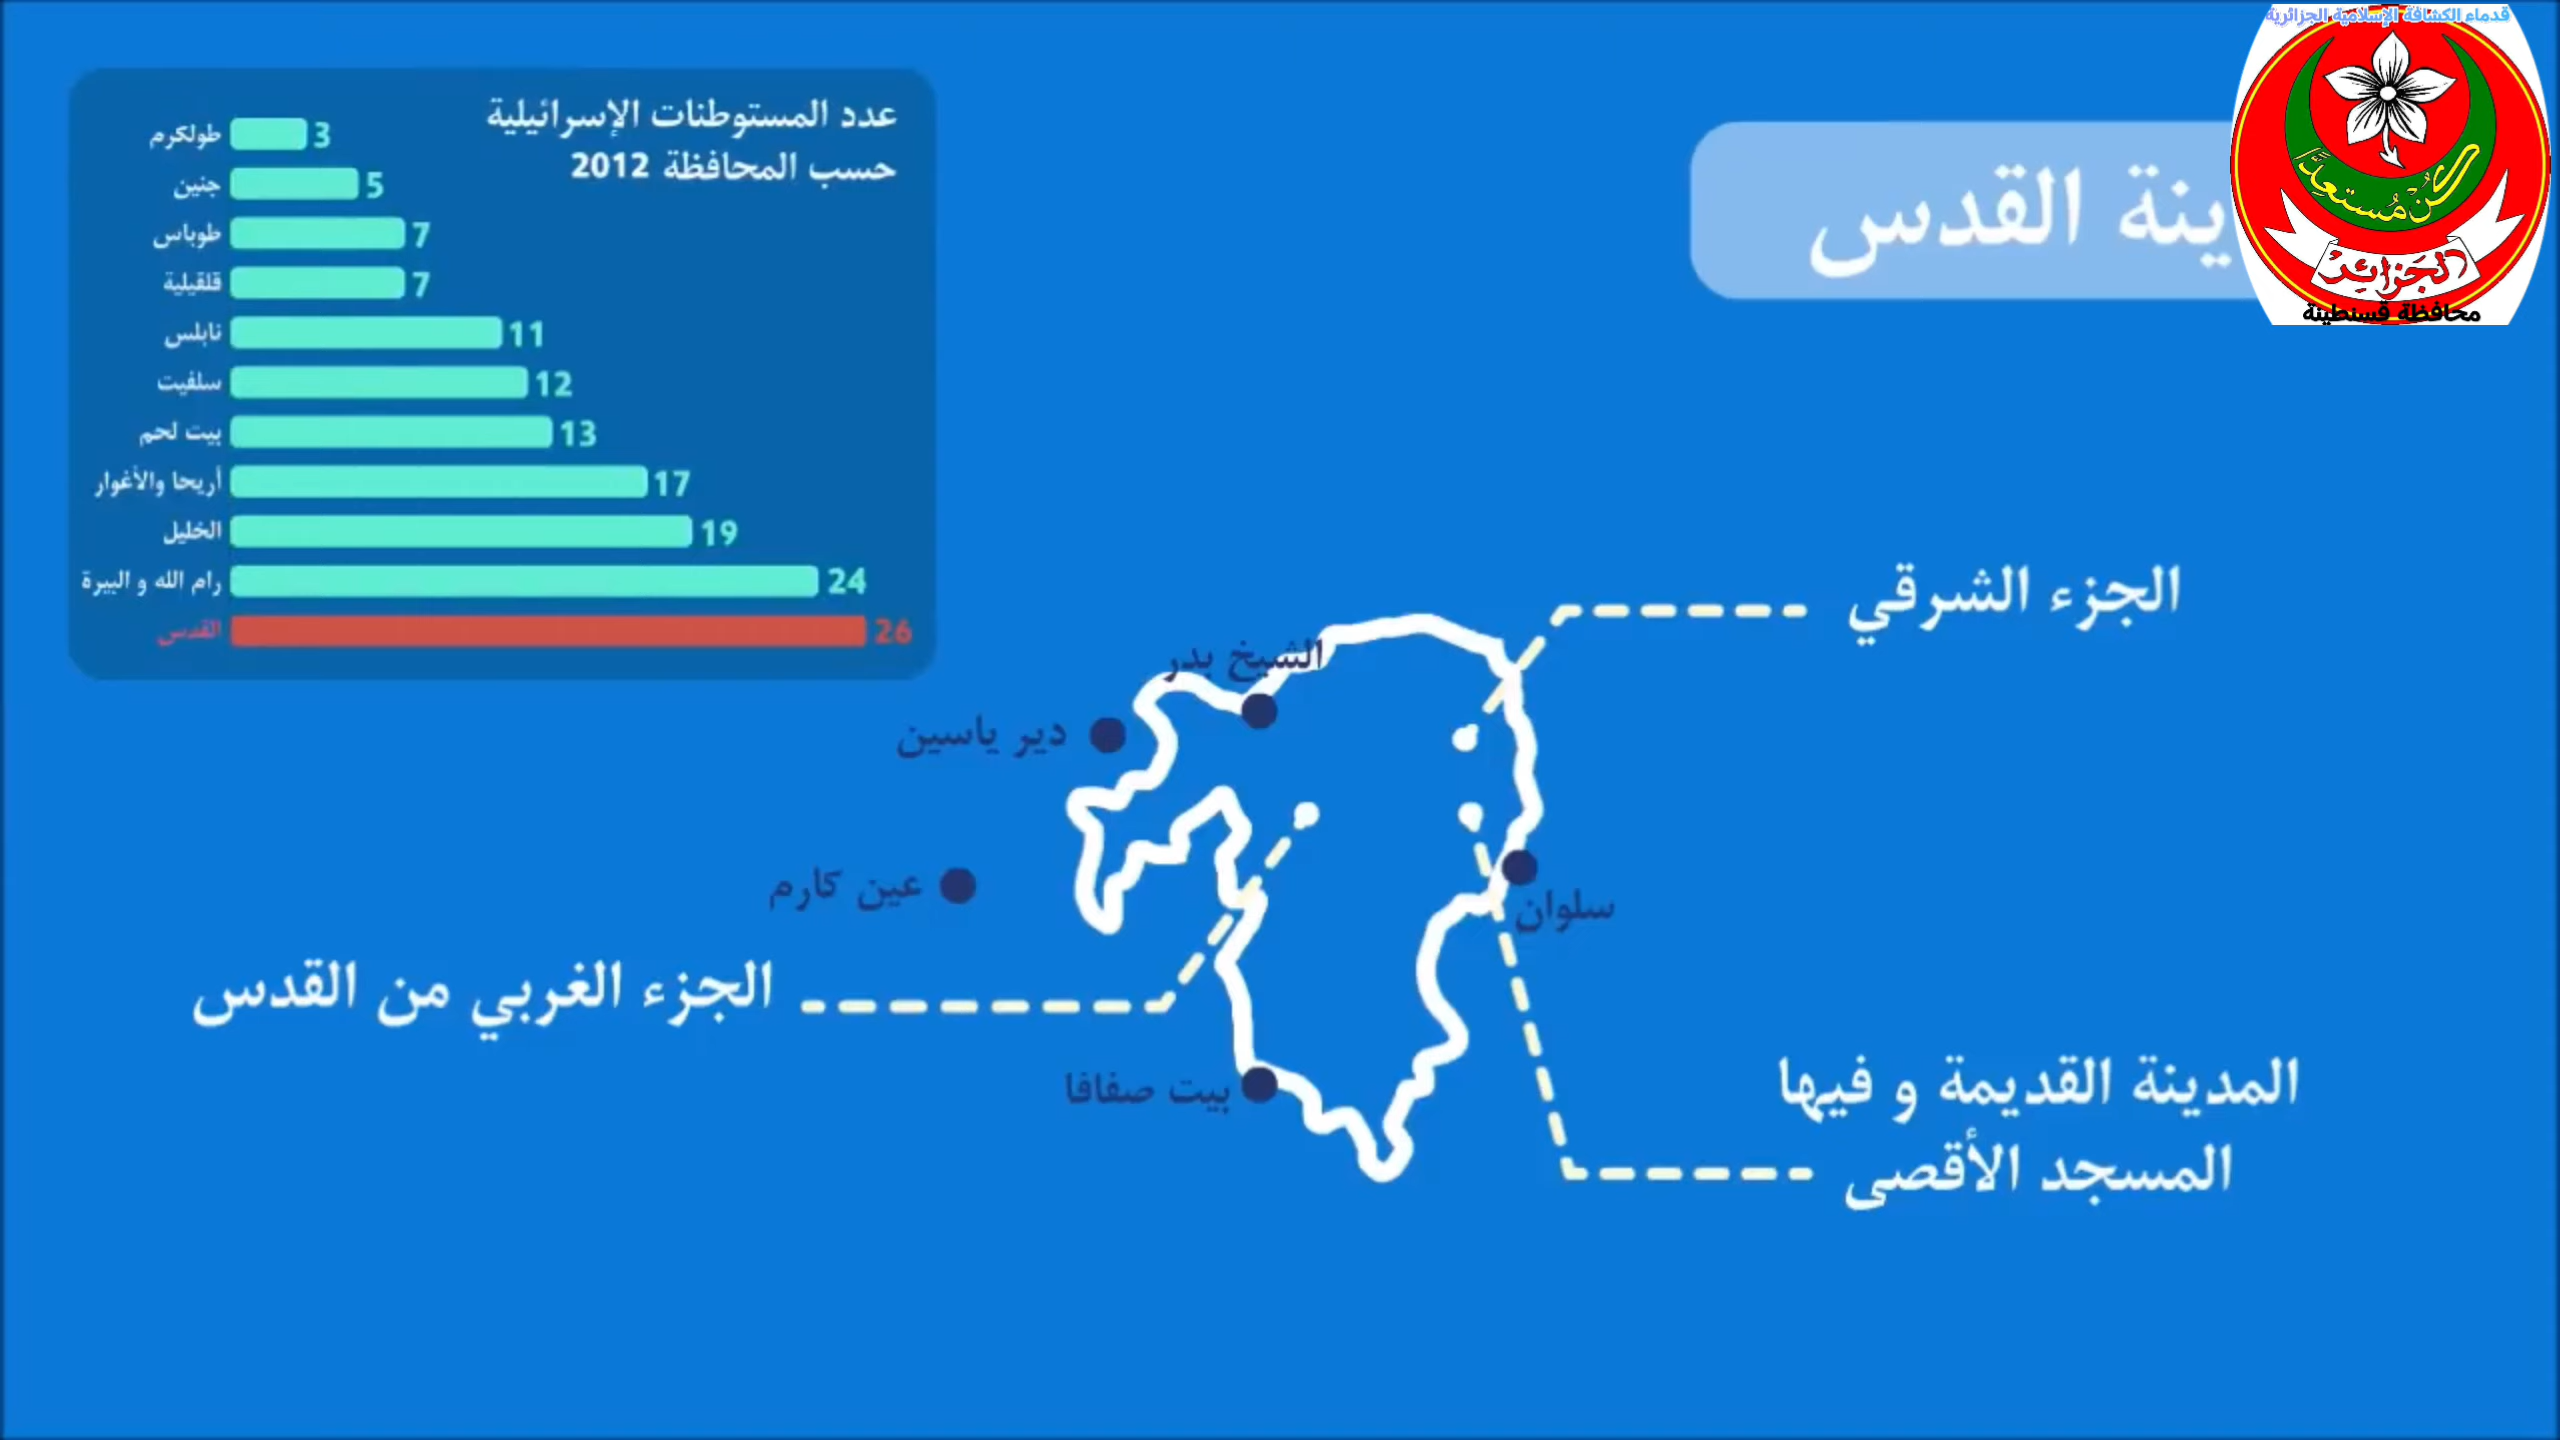 قدماء الكشافة الإسلامية الجزائرية
كن مستعدًّا
الجزائر
محافظة قسنطينة
القدس
عدد المستوطنات الإسرائيلية
حسب المحافظة 2012
طولكرم 3
جنين 5
طوباس 7
قلقيلية 7
نابلس 11
سلفيت 12
بيت لحم 13
أريحا والأغوار 17
الخليل 19
رام الله و البيرة 24
القدس 26
الجزء الشرقي
الشيخ بدر
دير ياسين
عين كارم
سلوان
الجزء الغربي من القدس
بيت صفافا
المدينة القديمة و فيها
المسجد الأقصى